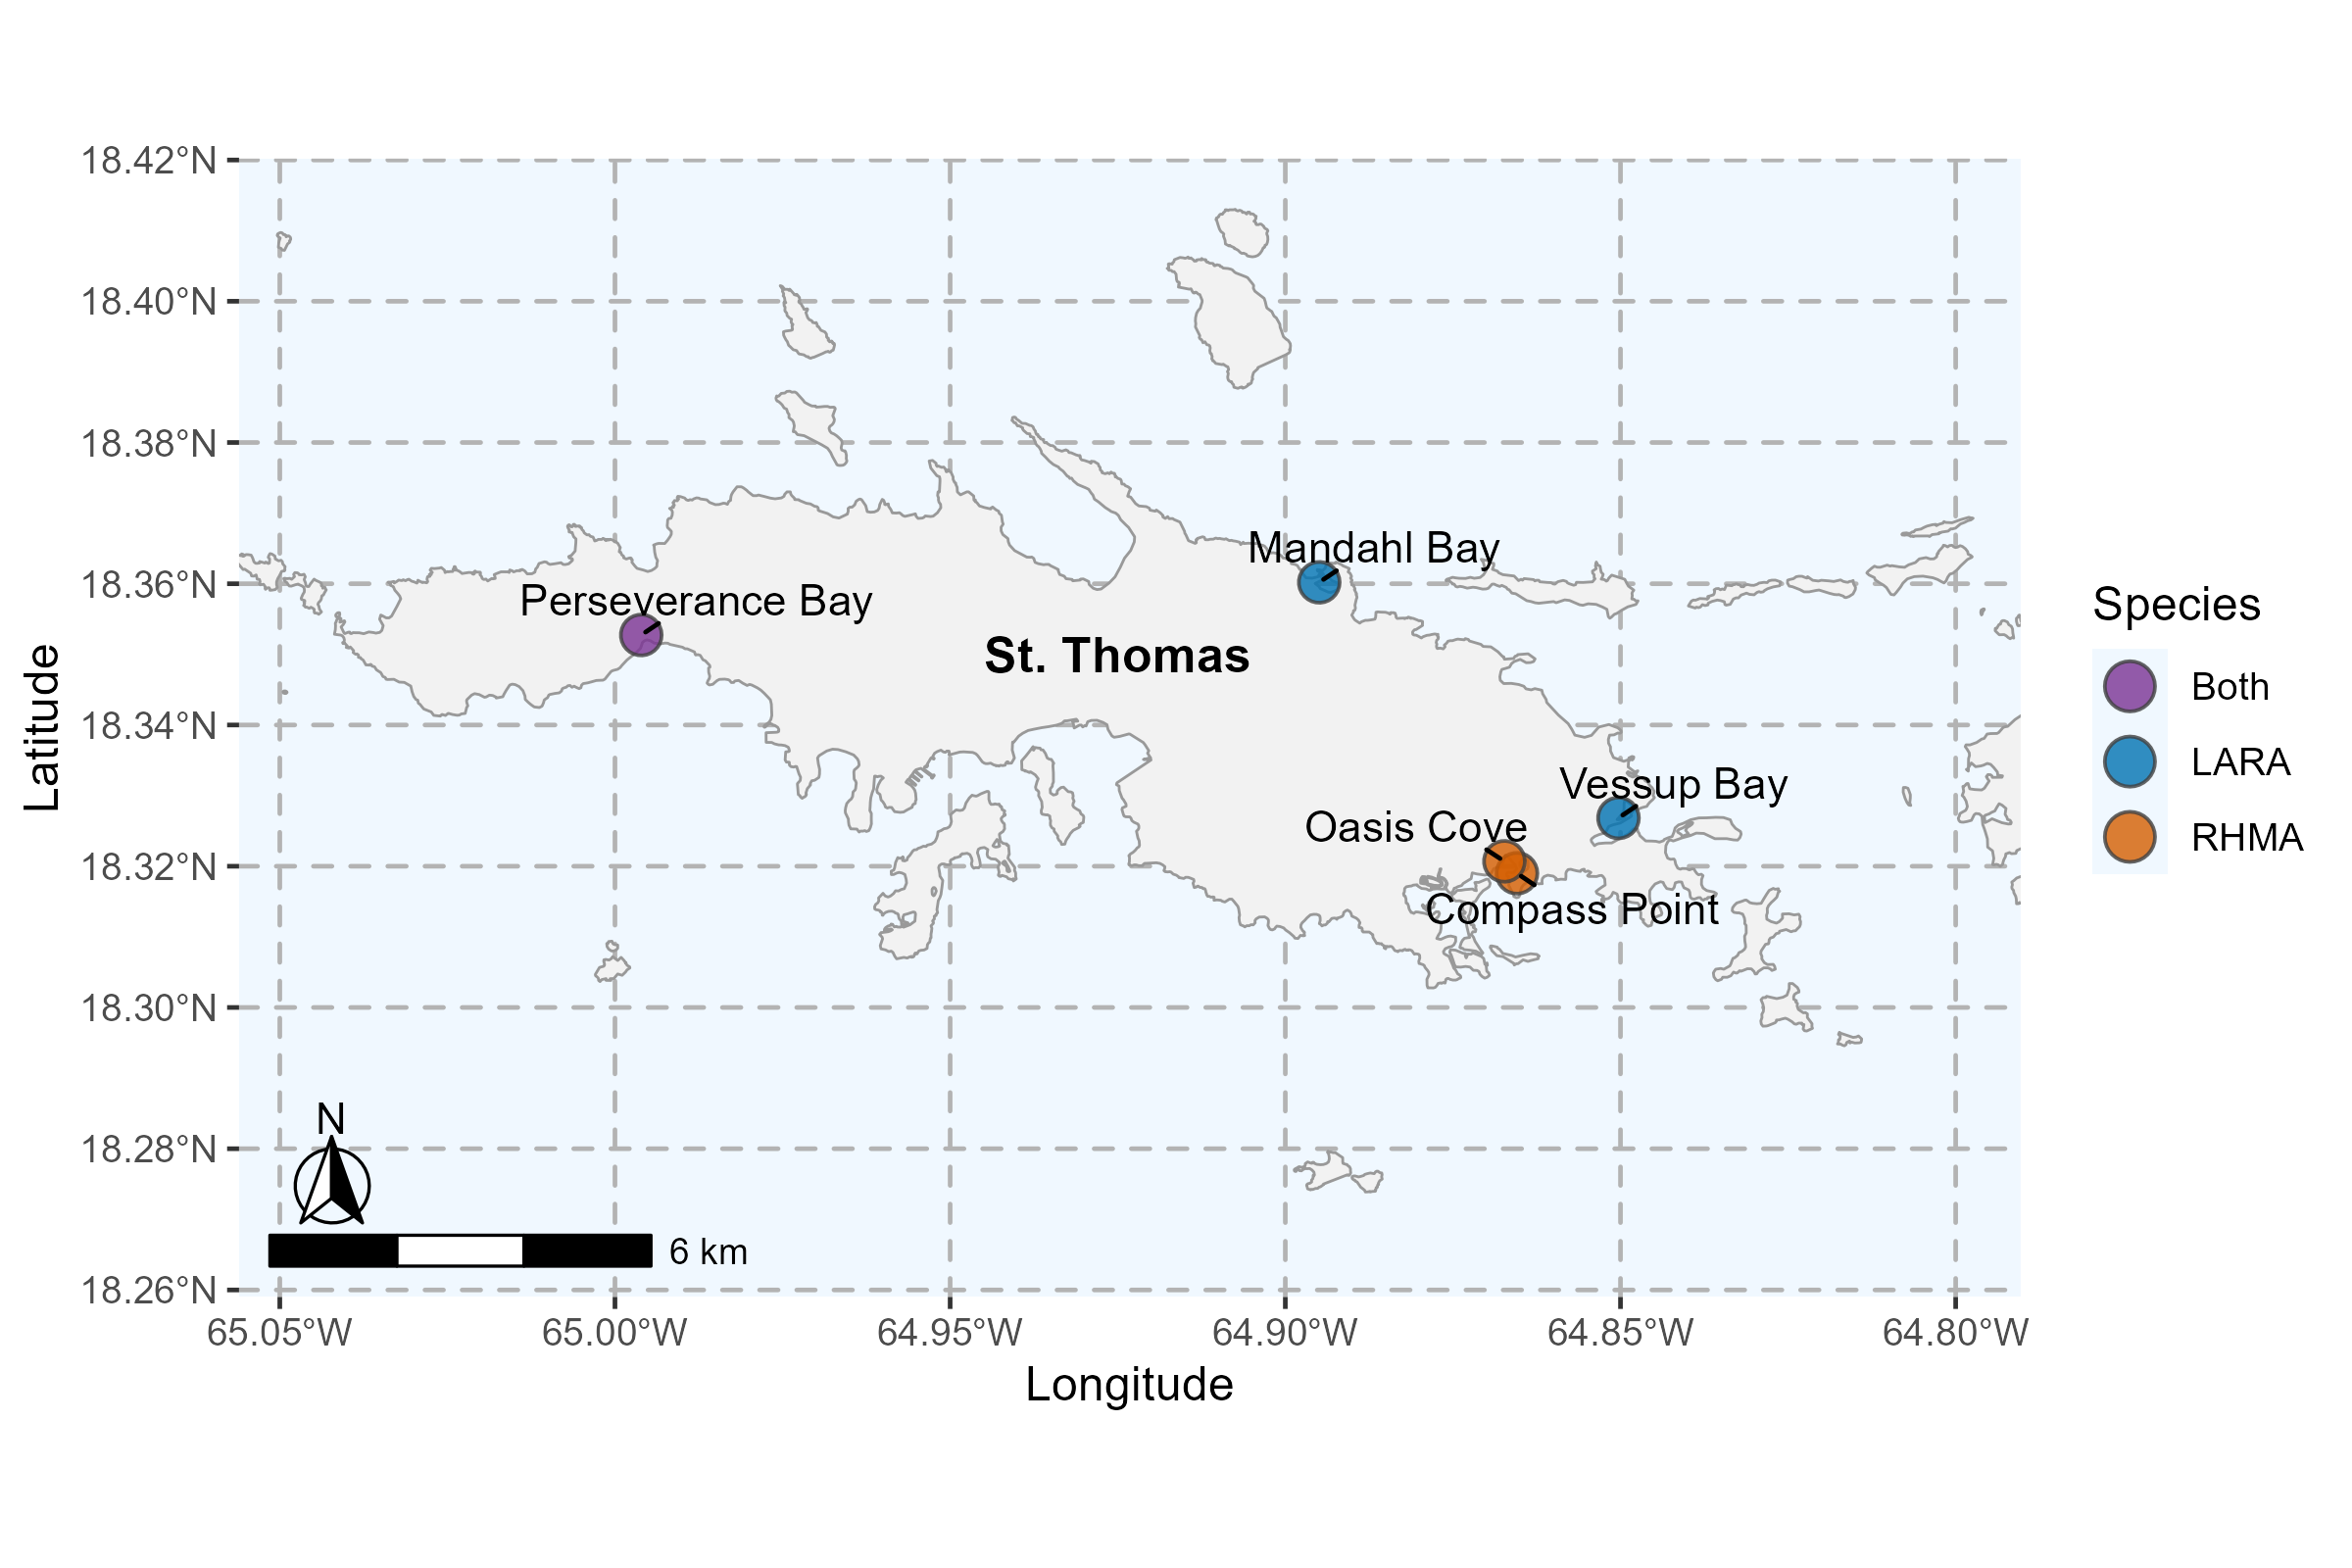 18.42°N
18.40°N
18.38°N
18.36°N
18.34°N
18.32°N
18.30°N
18.28°N
18.26°N
Latitude
Mandahl Bay
Perseverance Bay
St. Thomas
Vessup Bay
Oasis Cove
Compass Point
N
6 km
65.05°W
65.00°W
64.95°W
64.90°W
64.85°W
64.80°W
Longitude
Species
Both
LARA
RHMA